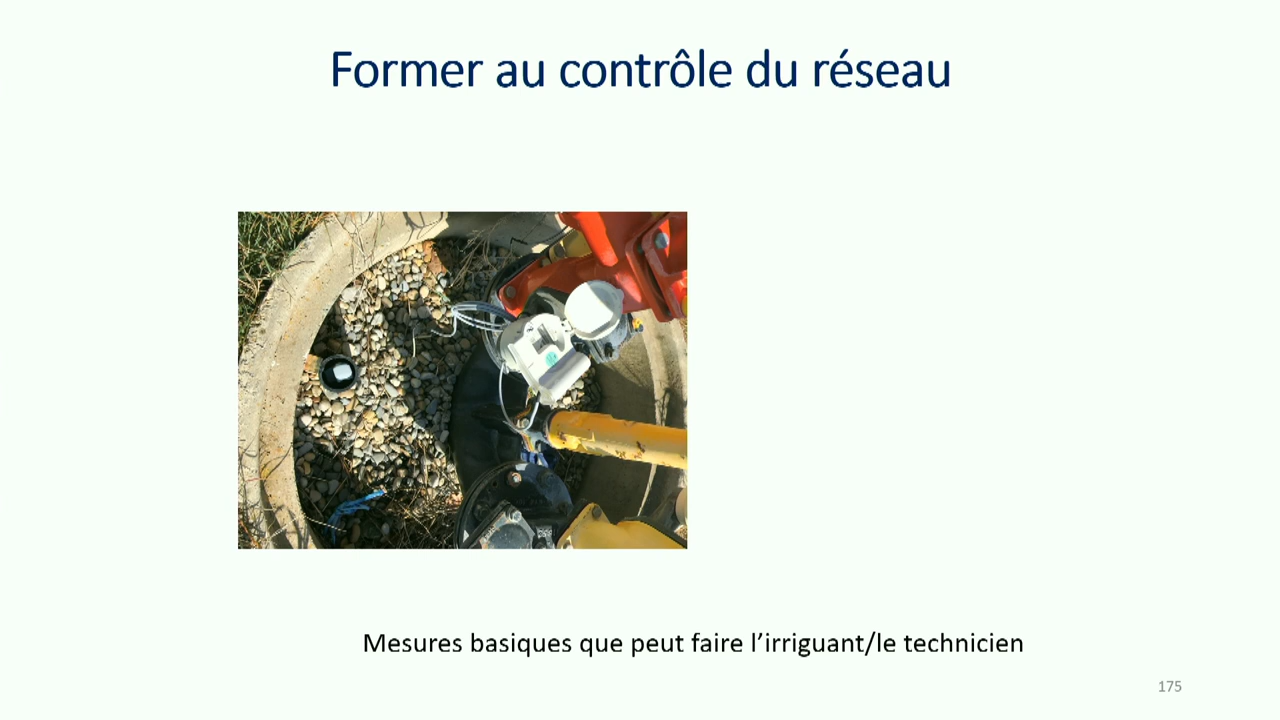 Former au contrôle du réseau
Mesures basiques que peut faire l’irriguant/le technicien
175